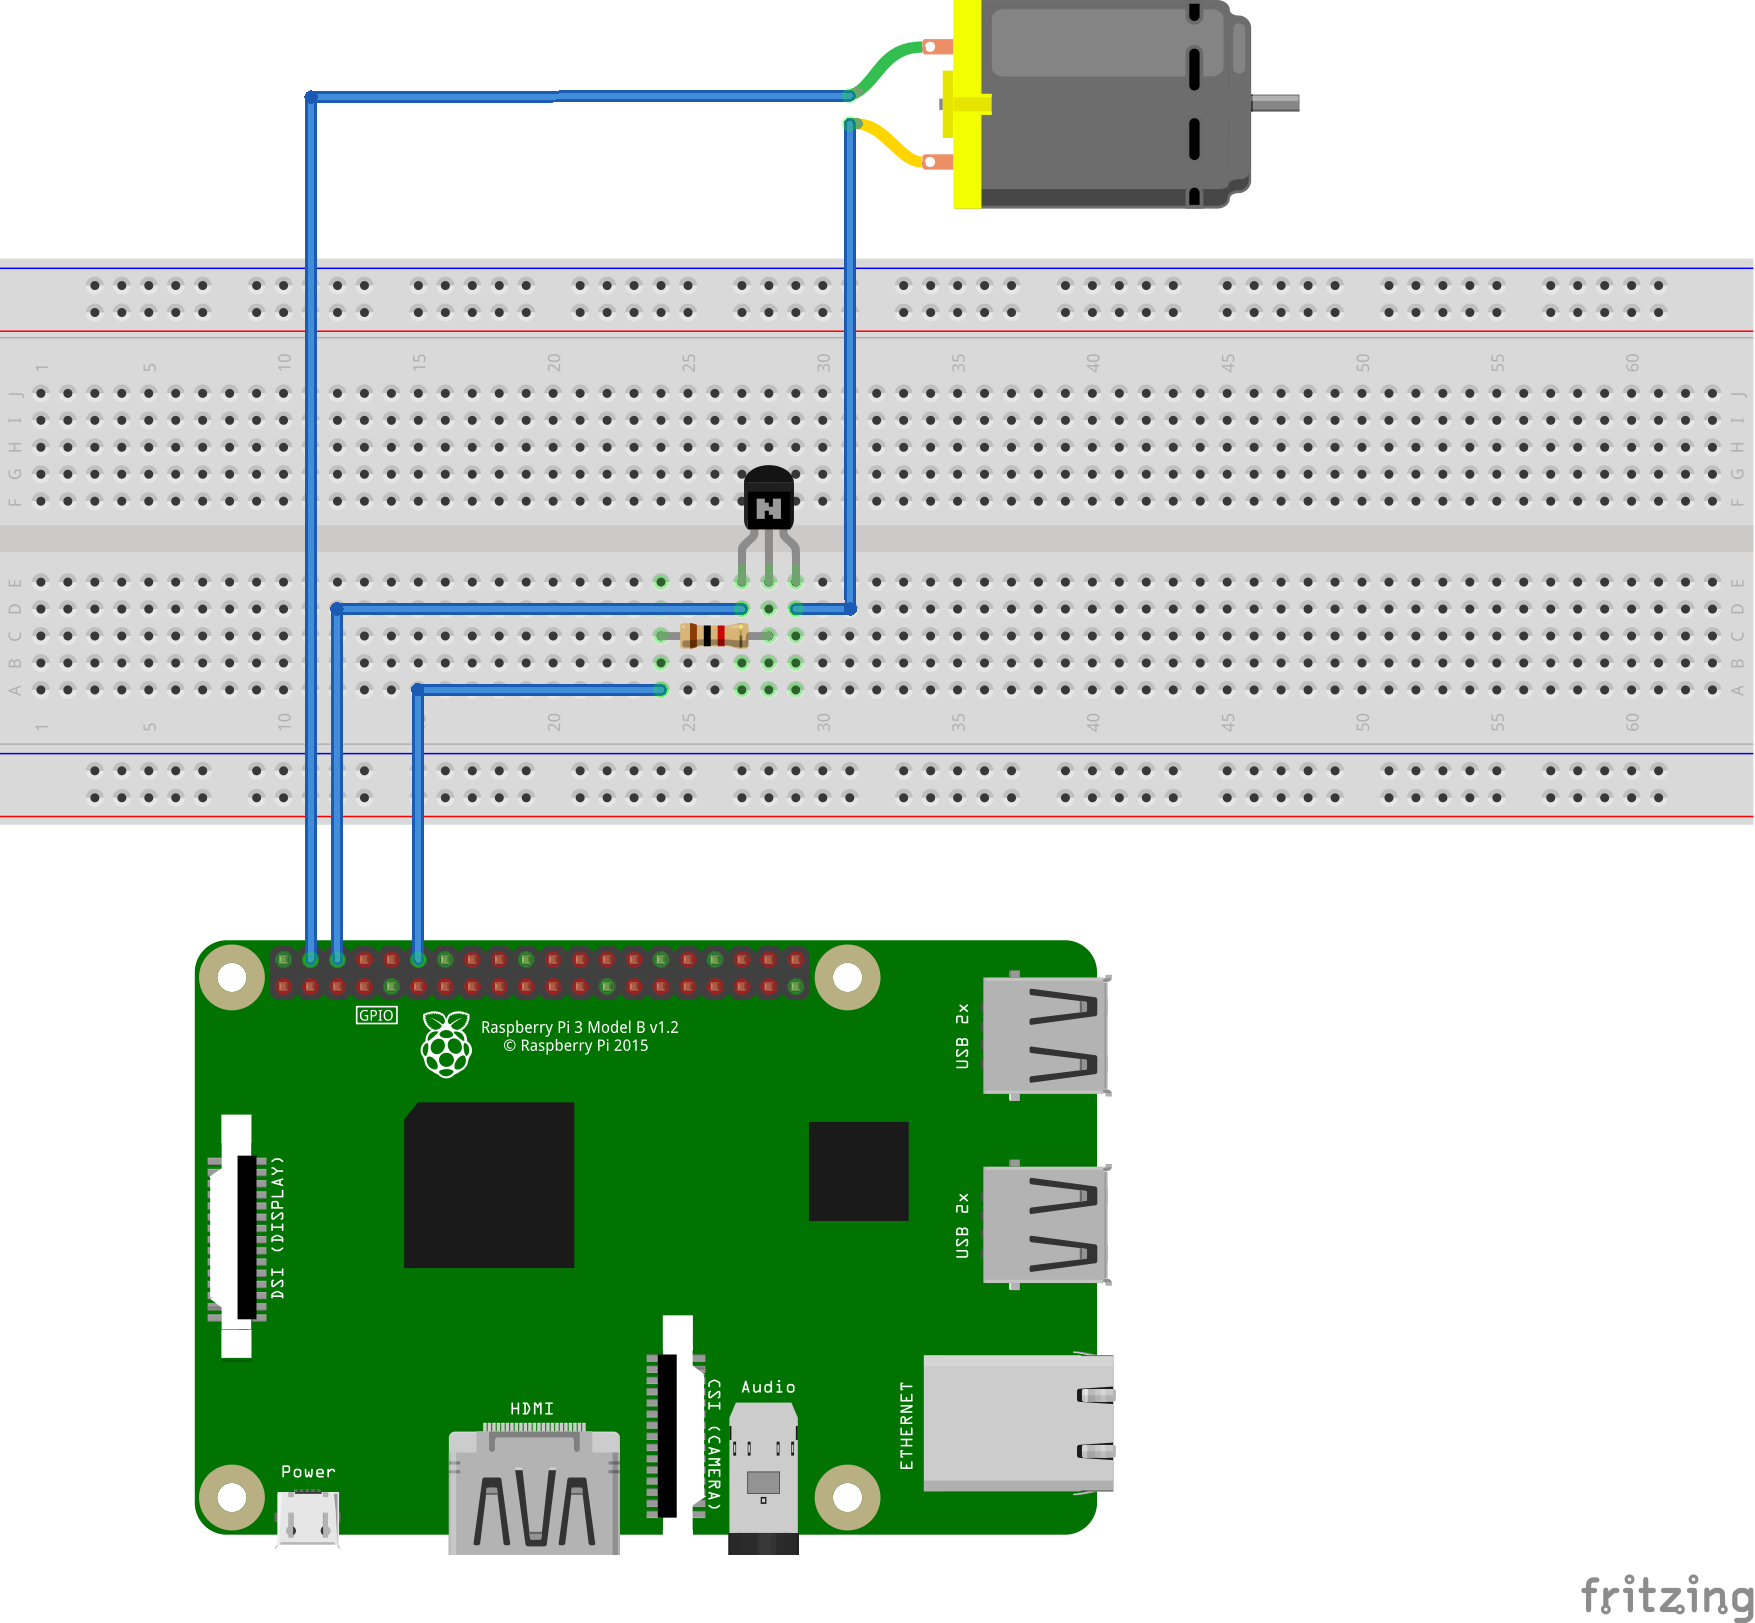 1 5 10 15 20 25 30 35 40 45 50 55 60
J J
I I
H H
G G
F F
N
E E
D D
C C
B B
A A
1 5 10 20 25 30 35 40 45 50 55 60
GPIO
Raspberry Pi 3 Model B v1.2
© Raspberry Pi 2015
USB 2x
DSI (DISPLAY)
USB 2x
CSI (CAMERA)
Audio
ETHERNET
HDMI
Power
fritzing